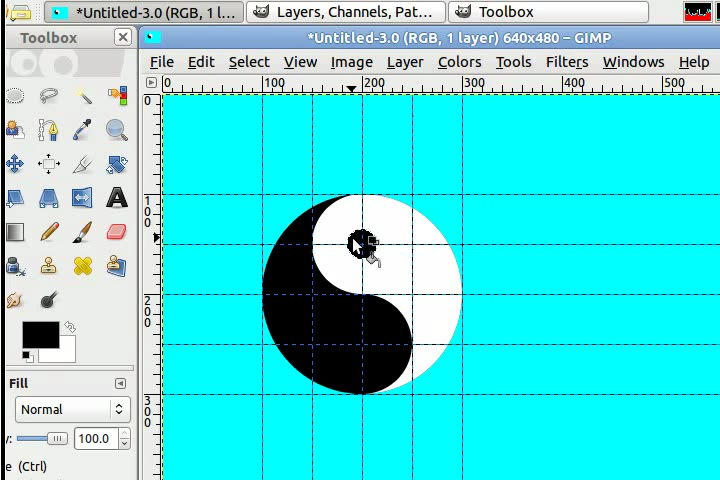 *Untitled-3.0 (RGB, 1 l...
Layers, Channels, Pat...
Toolbox
Toolbox
*Untitled-3.0 (RGB, 1 layer) 640x480 – GIMP
File Edit Select View Image Layer Colors Tools Filters Windows Help
0 100 200 300 400 500
0
100
200
300
Fill
Normal
y: 100.0
e (Ctrl)